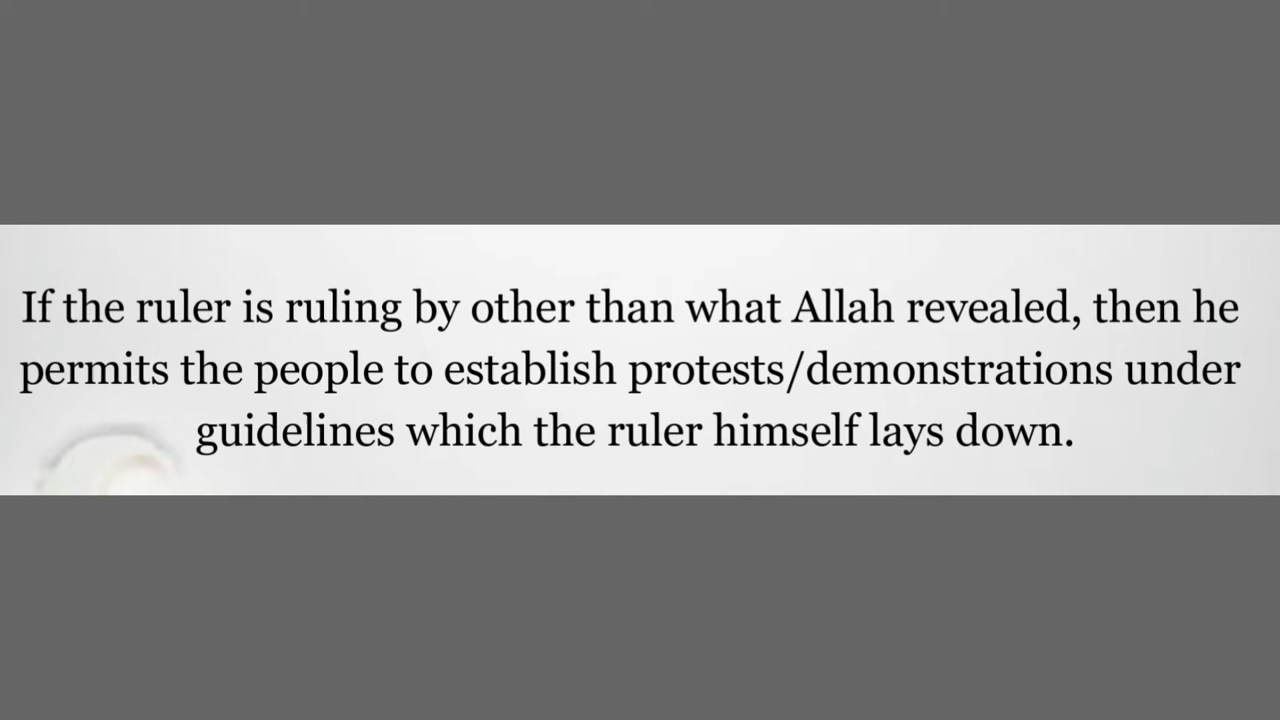 If the ruler is ruling by other than what Allah revealed, then he
permits the people to establish protests/demonstrations under
guidelines which the ruler himself lays down.